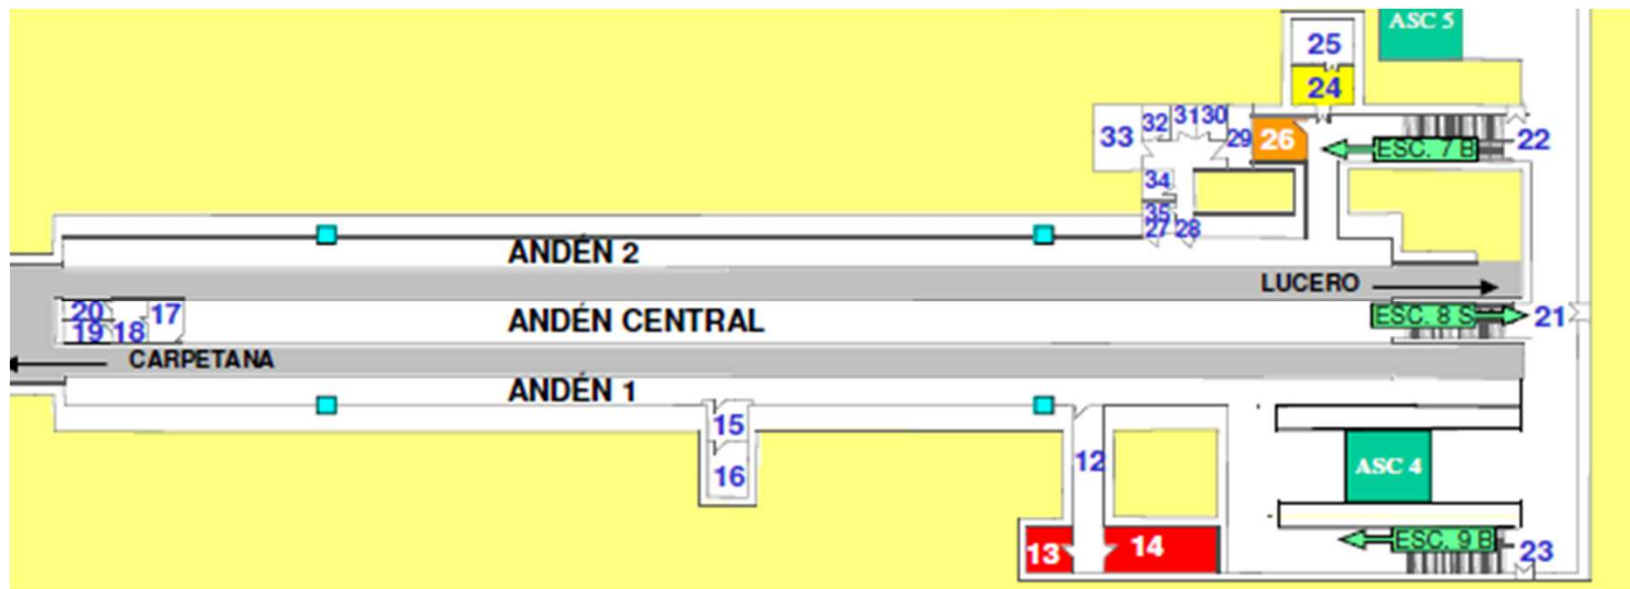 ASC 5
25
24
33
32
31
30
29
26
ESC. 7 B
22
34
35
27
28
ANDÉN 2
LUCERO
20
17
19
18
ANDÉN CENTRAL
ESC. 8 S
21
CARPETANA
ANDÉN 1
15
16
12
ASC 4
13
14
ESC. 9 B
23